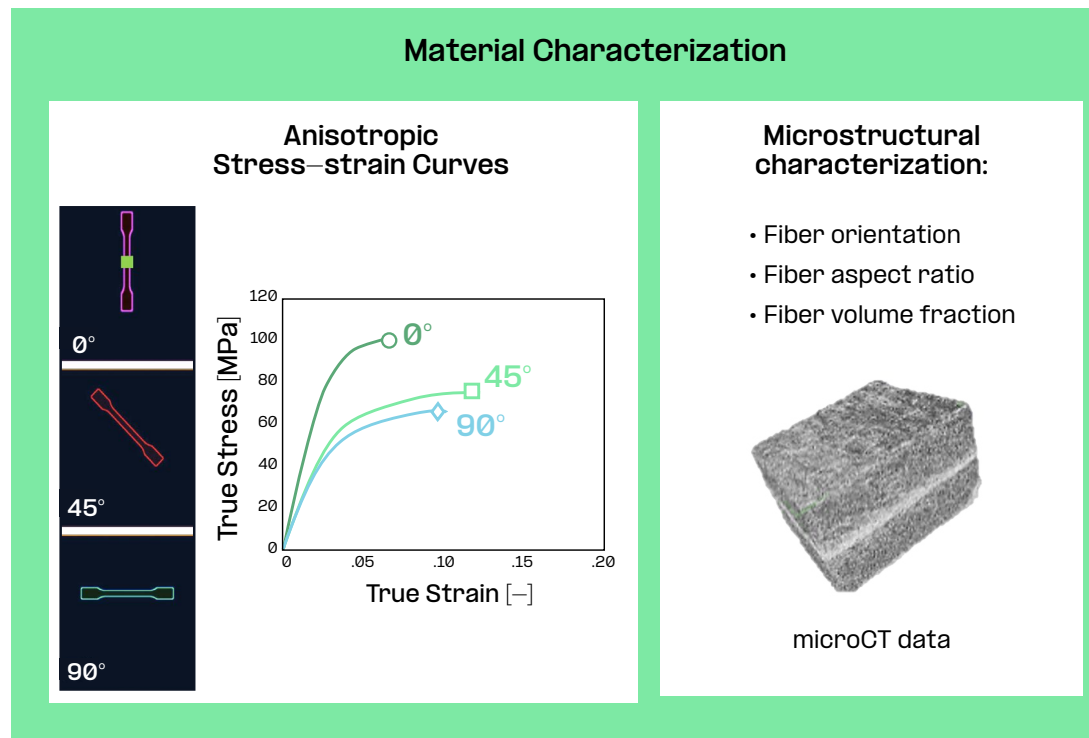 Material Characterization
Anisotropic
Stress–strain Curves
0°
45°
90°
True Stress [MPa]
120
100
80
60
40
20
0
0
.05
.10
.15
.20
True Strain [–]
0°
45°
90°
Microstructural
characterization:
• Fiber orientation
• Fiber aspect ratio
• Fiber volume fraction
microCT data